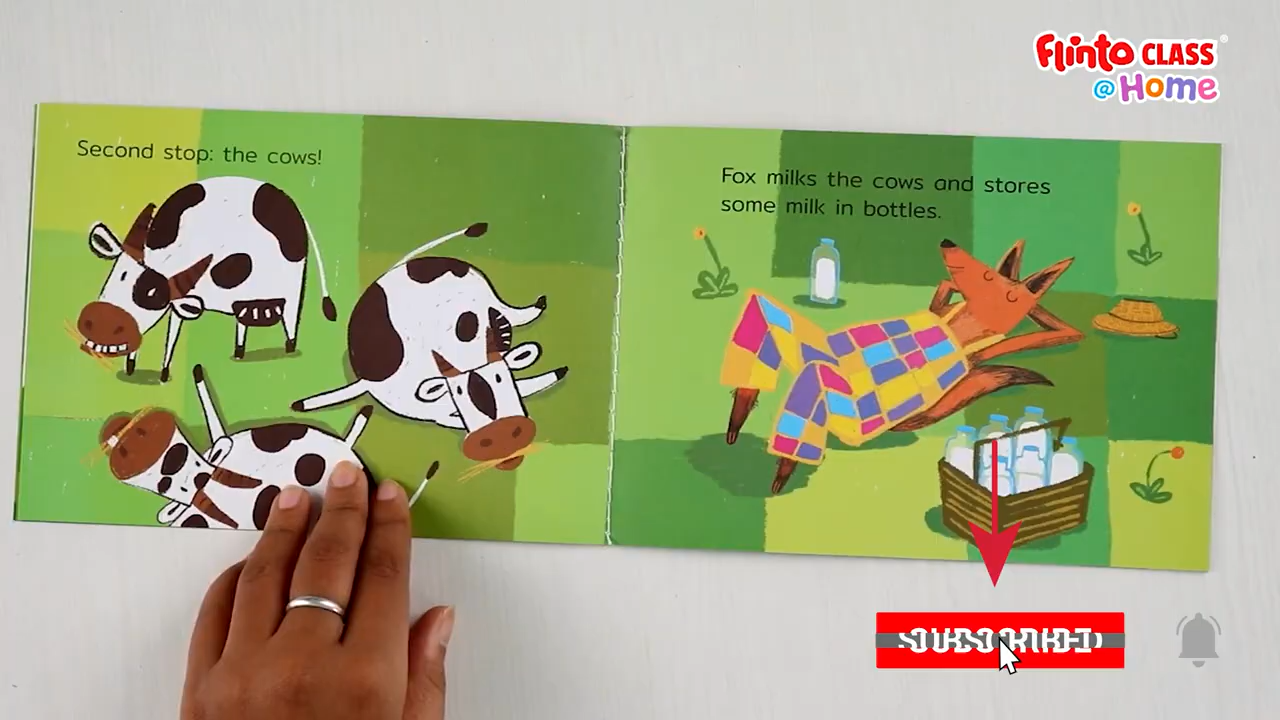 Flinto CLASS
@Home
Second stop: the cows!
Fox milks the cows and stores
some milk in bottles.